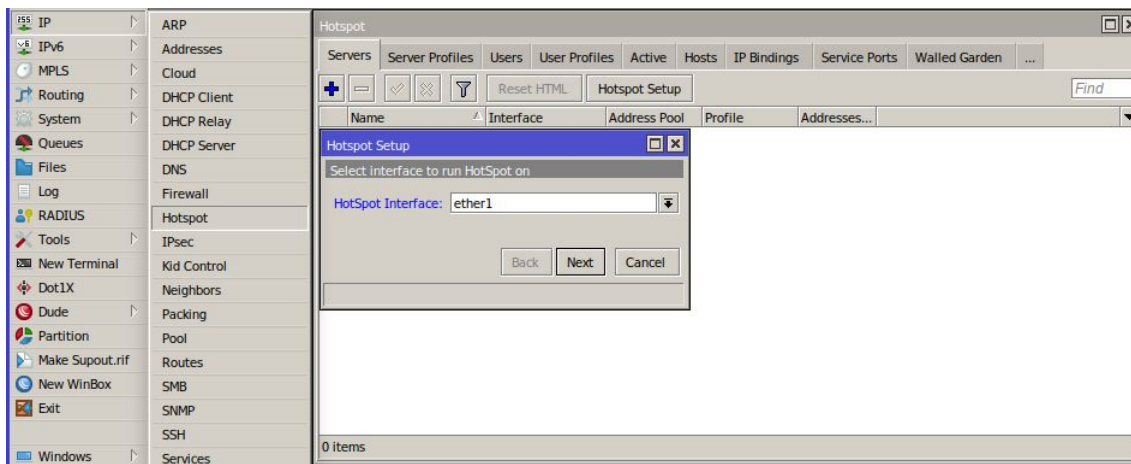 IP
IPv6
MPLS
Routing
System
Queues
Files
Log
RADIUS
Tools
New Terminal
Dot1X
Dude
Partition
Make Supout.rif
New WinBox
Exit
Windows
ARP
Addresses
Cloud
DHCP Client
DHCP Relay
DHCP Server
DNS
Firewall
Hotspot
IPsec
Kid Control
Neighbors
Packing
Pool
Routes
SMB
SNMP
SSH
Services
Hotspot
Servers Server Profiles Users User Profiles Active Hosts IP Bindings Service Ports Walled Garden ...
Reset HTML Hotspot Setup Find
Name Interface Address Pool Profile Addresses...
Hotspot Setup
Select interface to run HotSpot on
HotSpot Interface: ether1
Back Next Cancel
0 items